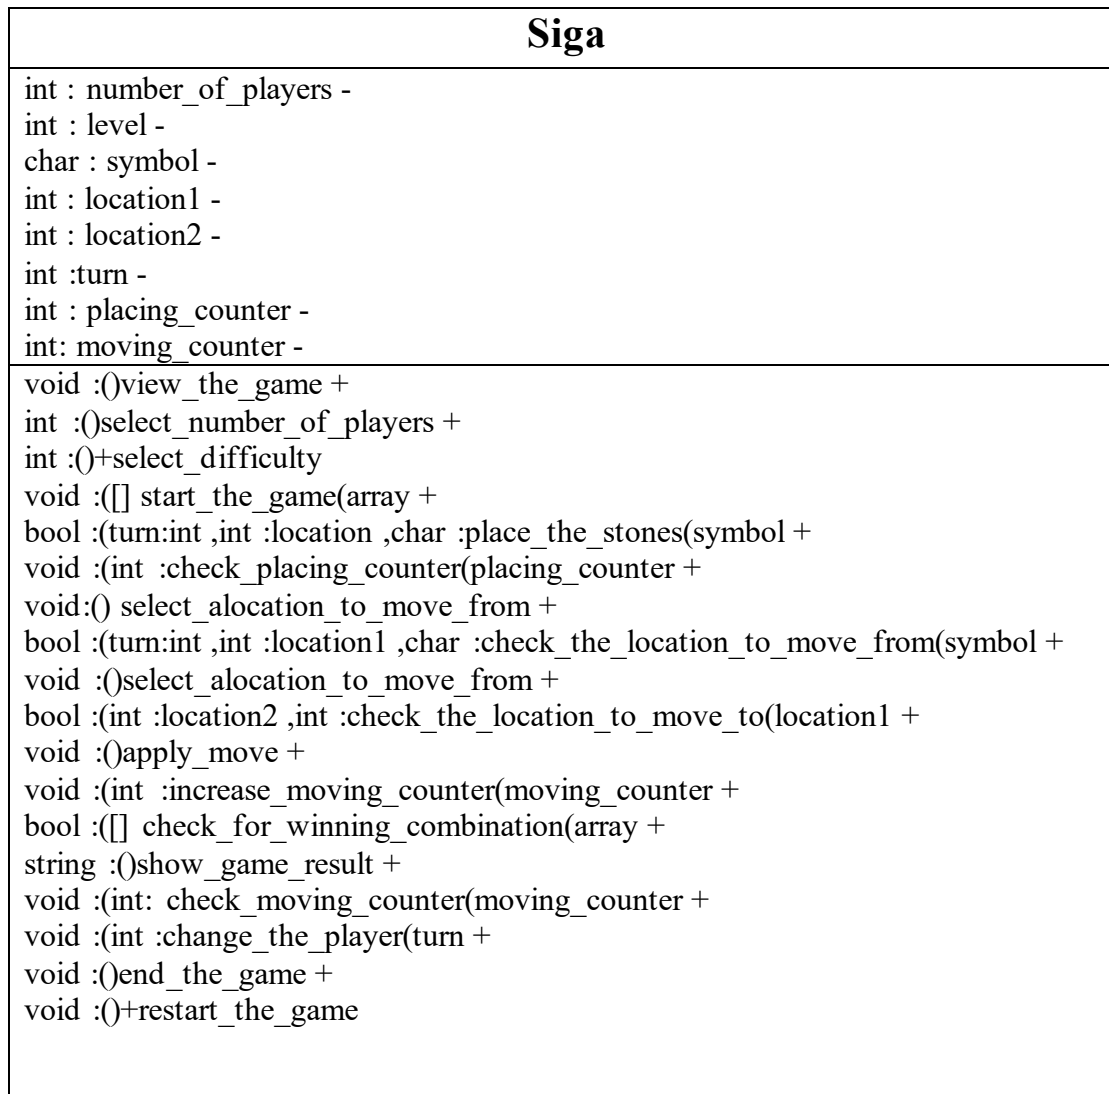 Siga
int : number_of_players -
int : level -
char : symbol -
int : location1 -
int : location2 -
int :turn -
int : placing_counter -
int: moving_counter -
void :()view_the_game +
int :()select_number_of_players +
int :()+select_difficulty
void :([] start_the_game(array +
bool :(turn:int ,int :location ,char :place_the_stones(symbol +
void :(int :check_placing_counter(placing_counter +
void:() select_alocation_to_move_from +
bool :(turn:int ,int :location1 ,char :check_the_location_to_move_from(symbol +
void :()select_alocation_to_move_from +
bool :(int :location2 ,int :check_the_location_to_move_to(location1 +
void :()apply_move +
void :(int :increase_moving_counter(moving_counter +
bool :([] check_for_winning_combination(array +
string :()show_game_result +
void :(int: check_moving_counter(moving_counter +
void :(int :change_the_player(turn +
void :()end_the_game +
void :()+restart_the_game